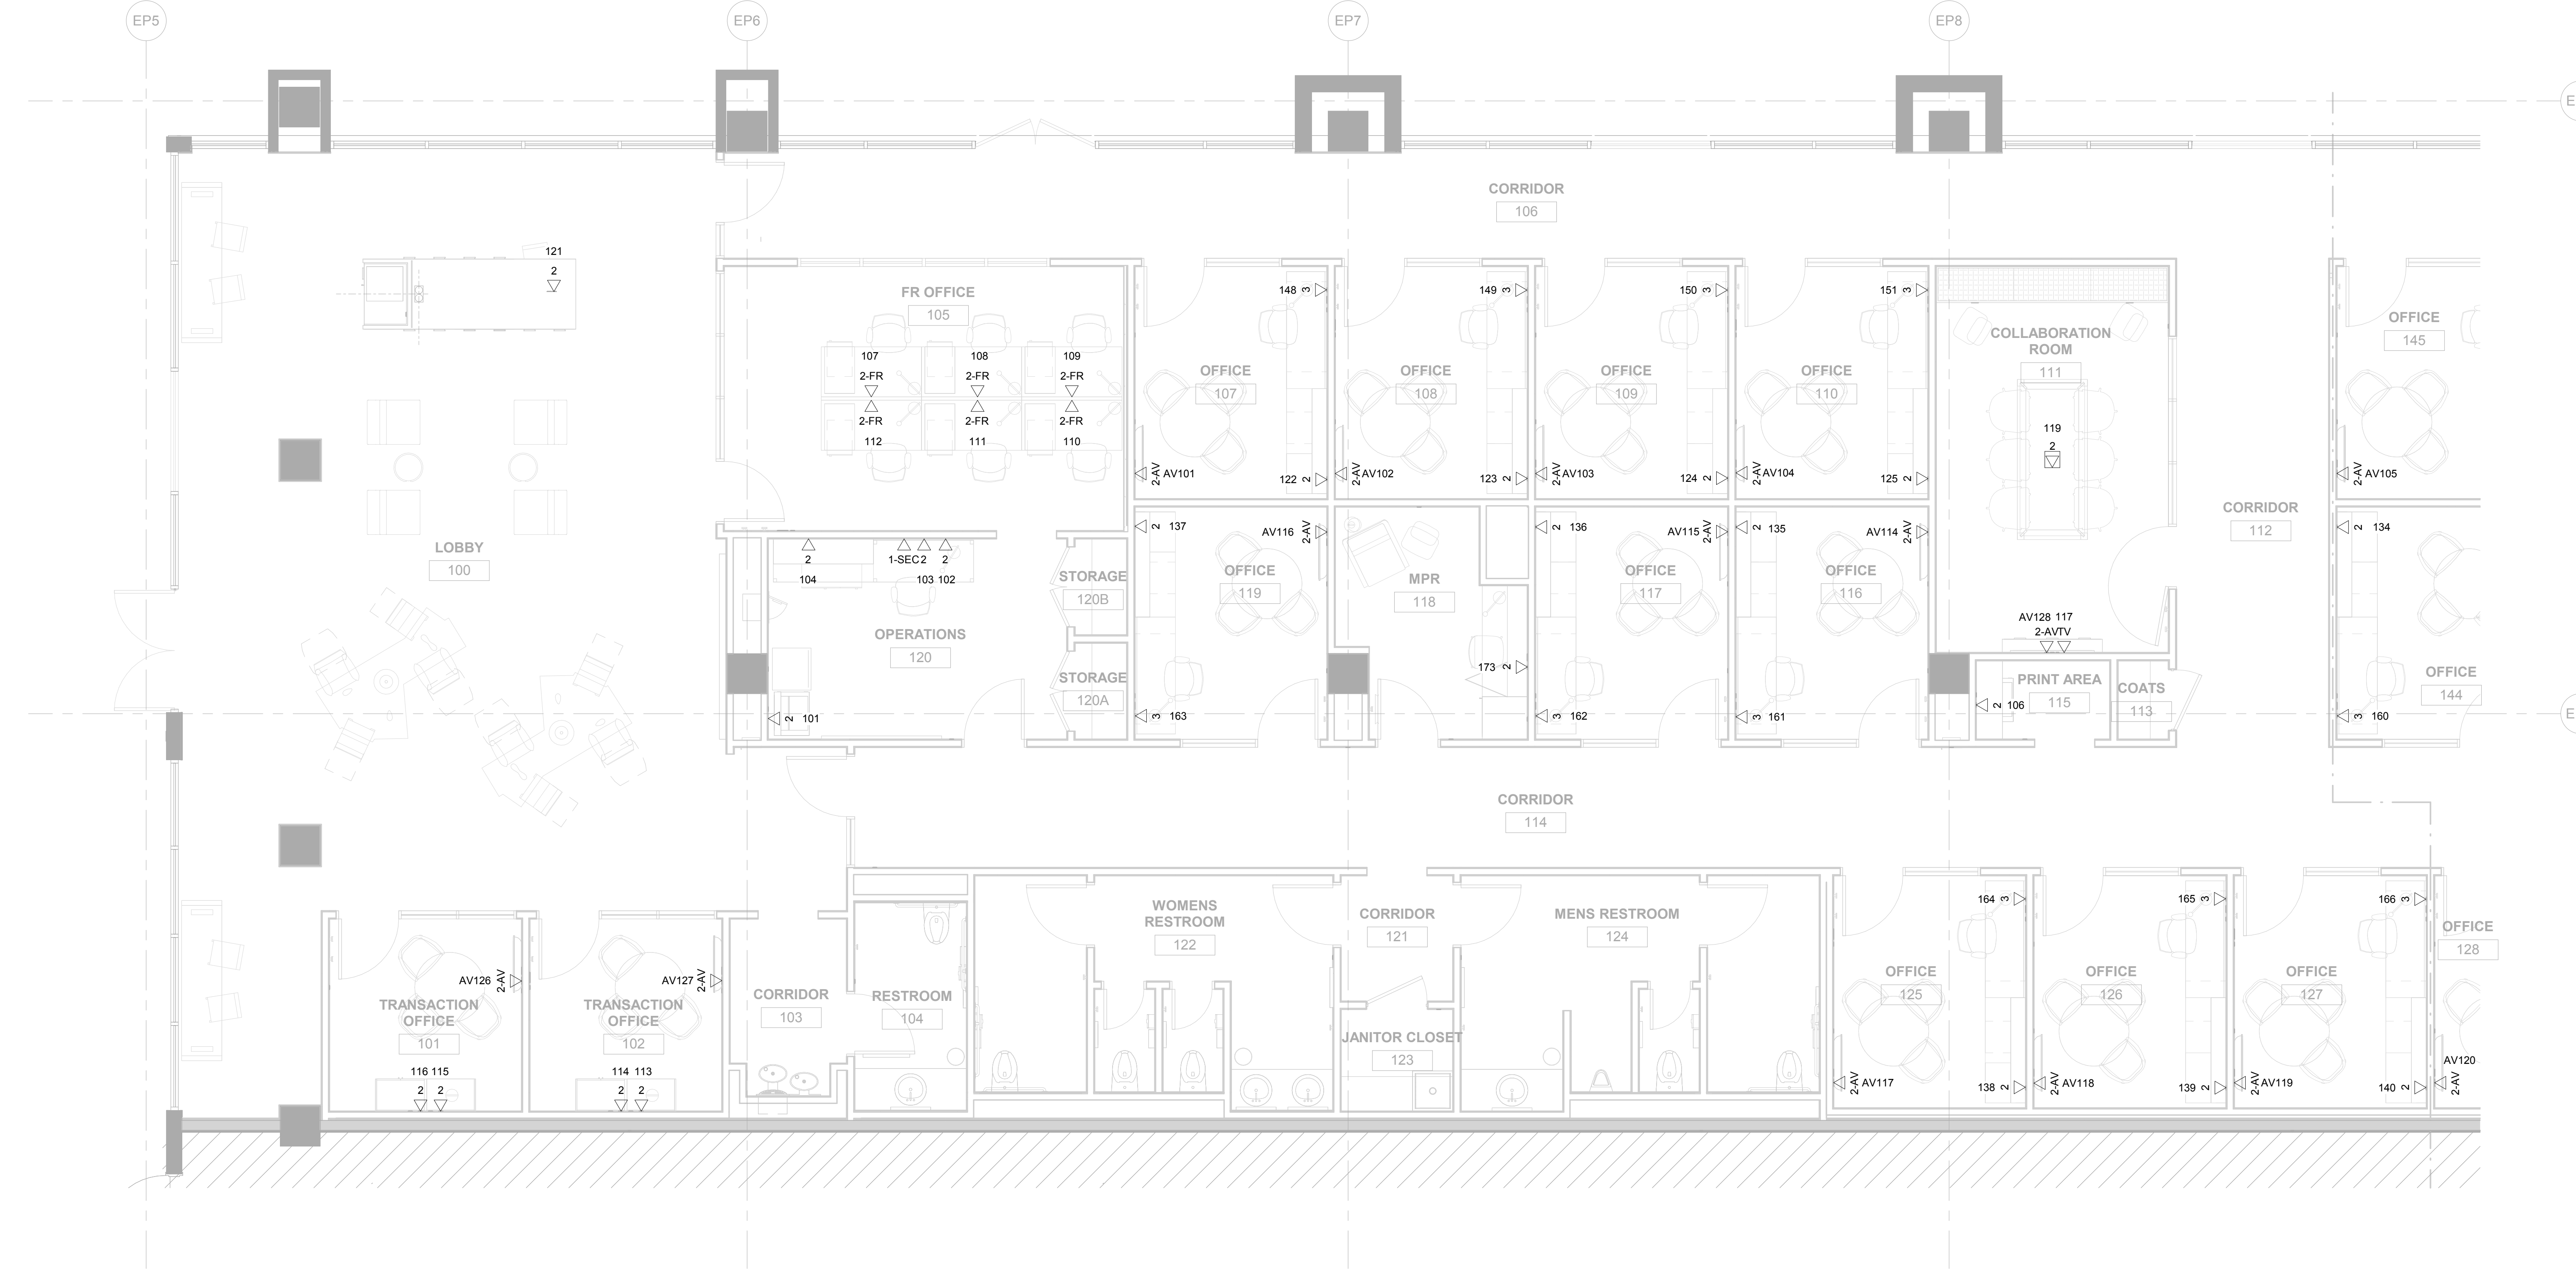 EP5
EP6
EP7
EP8
E
CORRIDOR
106
121
2
FR OFFICE
105
107
108
109
2-FR
2-FR
2-FR
2-FR
2-FR
2-FR
112
111
110
148
3
149
3
150
3
151
3
OFFICE
107
OFFICE
108
OFFICE
109
OFFICE
110
COLLABORATION
ROOM
111
119
2
OFFICE
145
2-AV
AV101
122
2
2-AV
AV102
123
2
2-AV
AV103
124
2
2-AV
AV104
125
2
2-AV
AV105
CORRIDOR
112
LOBBY
100
2
1-SEC
2
2
104
103
102
OPERATIONS
120
2
101
STORAGE
120B
STORAGE
120A
2
137
AV116
2-AV
OFFICE
119
3
163
MPR
118
173
2
2
136
AV115
2-AV
OFFICE
117
3
162
2
135
AV114
2-AV
OFFICE
116
3
161
AV128
117
2-AVTV
PRINT AREA
115
2
106
COATS
113
2
134
OFFICE
144
3
160
E
CORRIDOR
114
AV126
2-AV
TRANSACTION
OFFICE
101
116
115
2
2
AV127
2-AV
TRANSACTION
OFFICE
102
114
113
2
2
CORRIDOR
103
RESTROOM
104
WOMENS
RESTROOM
122
CORRIDOR
121
JANITOR CLOSET
123
MENS RESTROOM
124
164
3
OFFICE
125
2-AV
AV117
138
2
165
3
OFFICE
126
2-AV
AV118
139
2
166
3
OFFICE
127
2-AV
AV119
140
2
OFFICE
128
AV120
2-AV